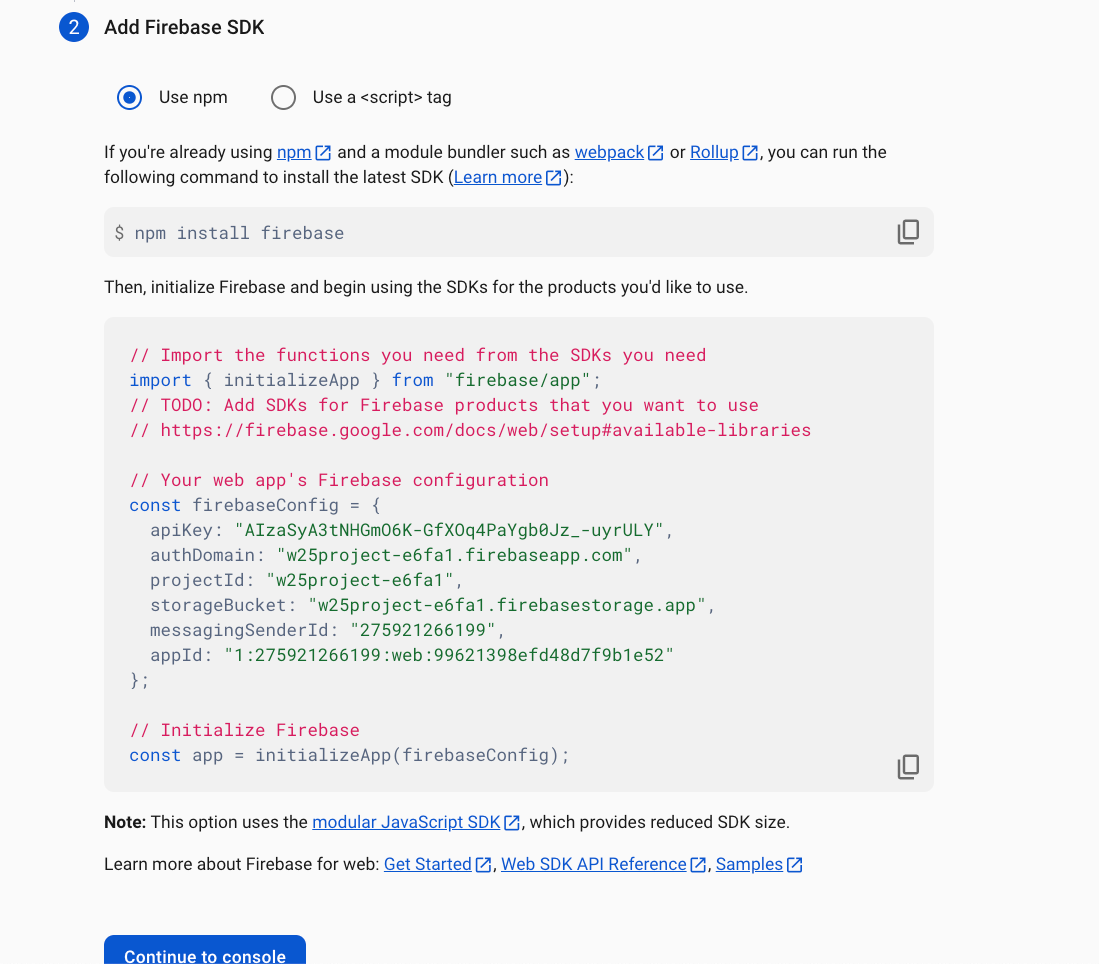 2 Add Firebase SDK
Use npm Use a <script> tag
If you're already using npm and a module bundler such as webpack or Rollup, you can run the
following command to install the latest SDK (Learn more):
$ npm install firebase
Then, initialize Firebase and begin using the SDKs for the products you'd like to use.
// Import the functions you need from the SDKs you need
import { initializeApp } from "firebase/app";
// TODO: Add SDKs for Firebase products that you want to use
// https://firebase.google.com/docs/web/setup#available-libraries
// Your web app's Firebase configuration
const firebaseConfig = {
apiKey: "AIzaSyA3tNHGmO6K-GfXOq4PaYgb0Jz_-uyrULY",
authDomain: "w25project-e6fa1.firebaseapp.com",
projectId: "w25project-e6fa1",
storageBucket: "w25project-e6fa1.firebasestorage.app",
messagingSenderId: "275921266199",
appId: "1:275921266199:web:99621398efd48d7f9b1e52"
};
// Initialize Firebase
const app = initializeApp(firebaseConfig);
Note: This option uses the modular JavaScript SDK, which provides reduced SDK size.
Learn more about Firebase for web: Get Started, Web SDK API Reference, Samples
Continue to console